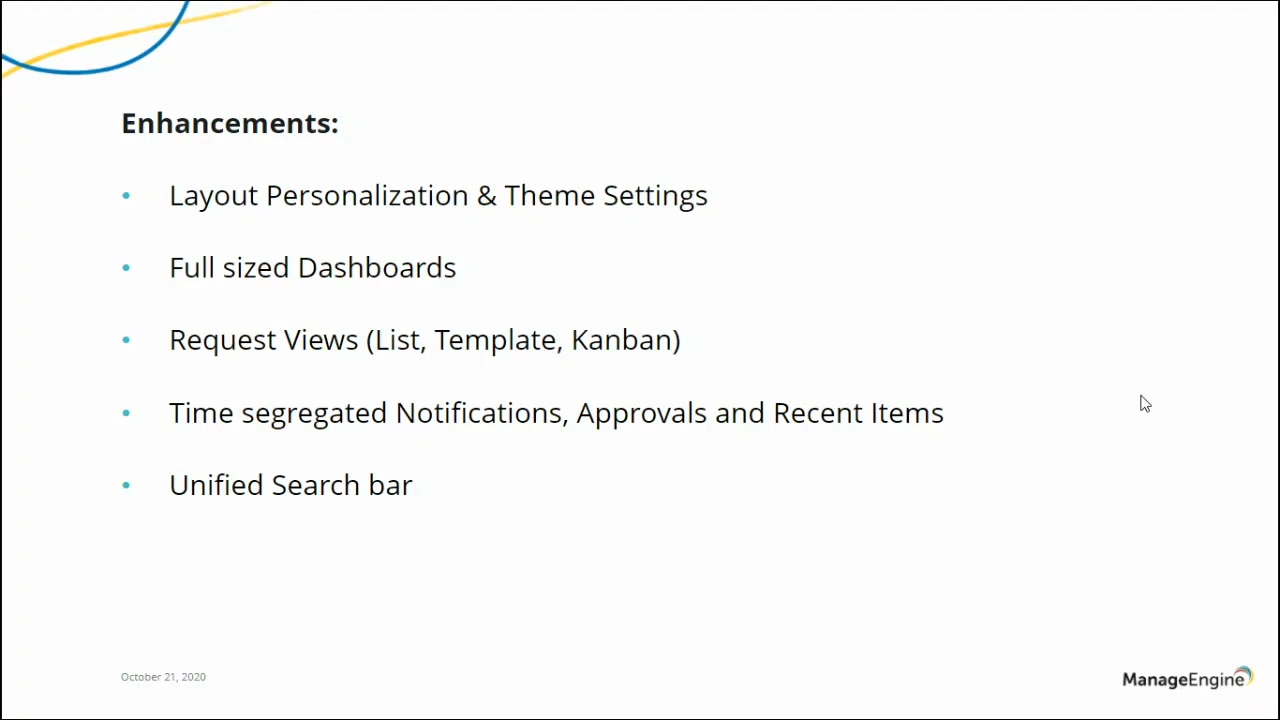 Enhancements:
• Layout Personalization & Theme Settings
• Full sized Dashboards
• Request Views (List, Template, Kanban)
• Time segregated Notifications, Approvals and Recent Items
• Unified Search bar
October 21, 2020
ManageEngine